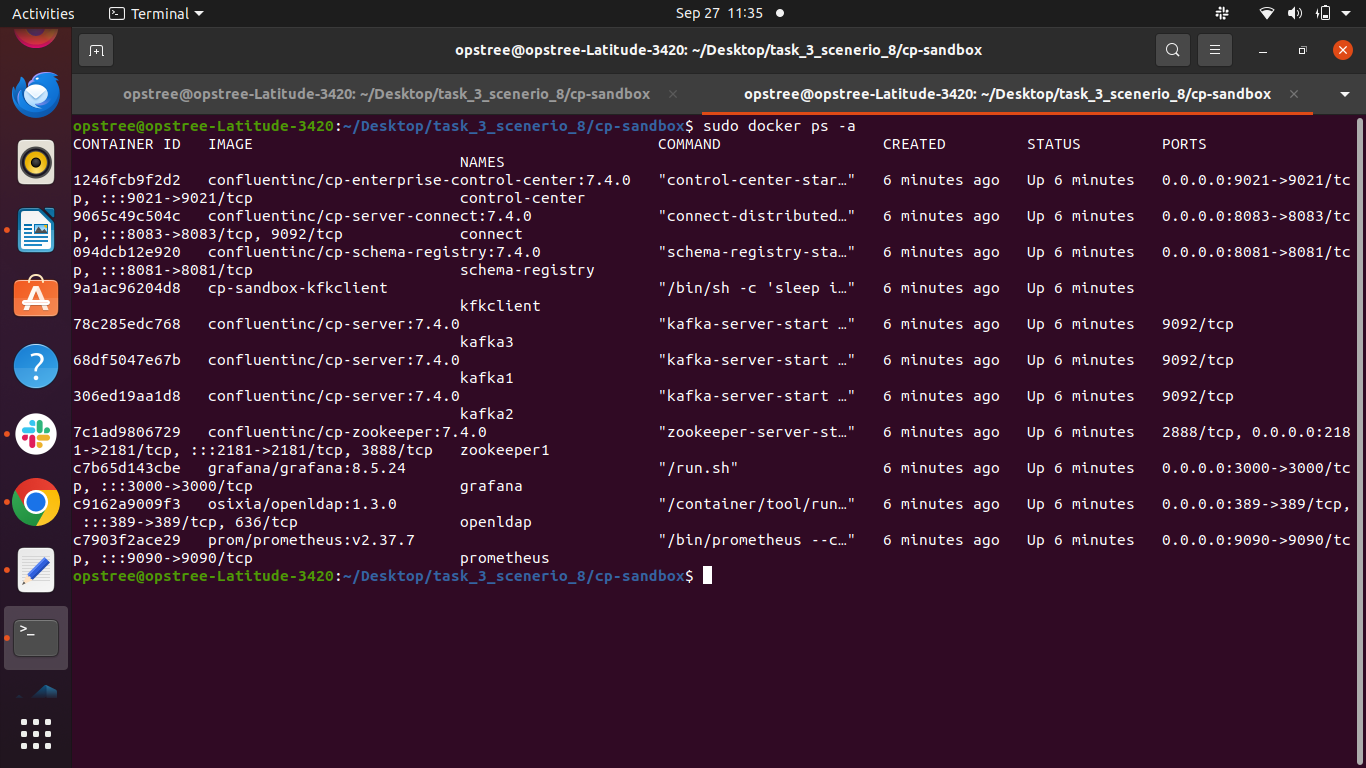 Activities Terminal Sep 27 11:35
opstree@opstree-Latitude-3420: ~/Desktop/task_3_scenerio_8/cp-sandbox
opstree@opstree-Latitude-3420: ~/Desktop/task_3_scenerio_8/cp-sandbox × opstree@opstree-Latitude-3420: ~/Desktop/task_3_scenerio_8/cp-sandbox ×
opstree@opstree-Latitude-3420:~/Desktop/task_3_scenerio_8/cp-sandbox$ sudo docker ps -a
CONTAINER ID IMAGE COMMAND CREATED STATUS PORTS
NAMES
1246fcb9f2d2 confluentinc/cp-enterprise-control-center:7.4.0 "control-center-star…" 6 minutes ago Up 6 minutes 0.0.0.0:9021->9021/tc
p, :::9021->9021/tcp control-center
9065c49c504c confluentinc/cp-server-connect:7.4.0 "connect-distributed…" 6 minutes ago Up 6 minutes 0.0.0.0:8083->8083/tc
p, :::8083->8083/tcp, 9092/tcp connect
094dcb12e920 confluentinc/cp-schema-registry:7.4.0 "schema-registry-sta…" 6 minutes ago Up 6 minutes 0.0.0.0:8081->8081/tc
p, :::8081->8081/tcp schema-registry
9a1ac96204d8 cp-sandbox-kfkclient "/bin/sh -c 'sleep i…" 6 minutes ago Up 6 minutes
kfkclient
78c285edc768 confluentinc/cp-server:7.4.0 "kafka-server-start …" 6 minutes ago Up 6 minutes 9092/tcp
kafka3
68df5047e67b confluentinc/cp-server:7.4.0 "kafka-server-start …" 6 minutes ago Up 6 minutes 9092/tcp
kafka1
306ed19aa1d8 confluentinc/cp-server:7.4.0 "kafka-server-start …" 6 minutes ago Up 6 minutes 9092/tcp
kafka2
7c1ad9806729 confluentinc/cp-zookeeper:7.4.0 "zookeeper-server-st…" 6 minutes ago Up 6 minutes 2888/tcp, 0.0.0.0:218
1->2181/tcp, :::2181->2181/tcp, 3888/tcp zookeeper1
c7b65d143cbe grafana/grafana:8.5.24 "/run.sh" 6 minutes ago Up 6 minutes 0.0.0.0:3000->3000/tc
p, :::3000->3000/tcp grafana
c9162a9009f3 osixia/openldap:1.3.0 "/container/tool/run…" 6 minutes ago Up 6 minutes 0.0.0.0:389->389/tcp,
:::389->389/tcp, 636/tcp openldap
c7903f2ace29 prom/prometheus:v2.37.7 "/bin/prometheus --c…" 6 minutes ago Up 6 minutes 0.0.0.0:9090->9090/tc
p, :::9090->9090/tcp prometheus
opstree@opstree-Latitude-3420:~/Desktop/task_3_scenerio_8/cp-sandbox$